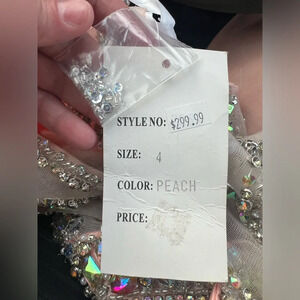 STYLE NO: $299.99
SIZE: 4
COLOR: PEACH
PRICE: